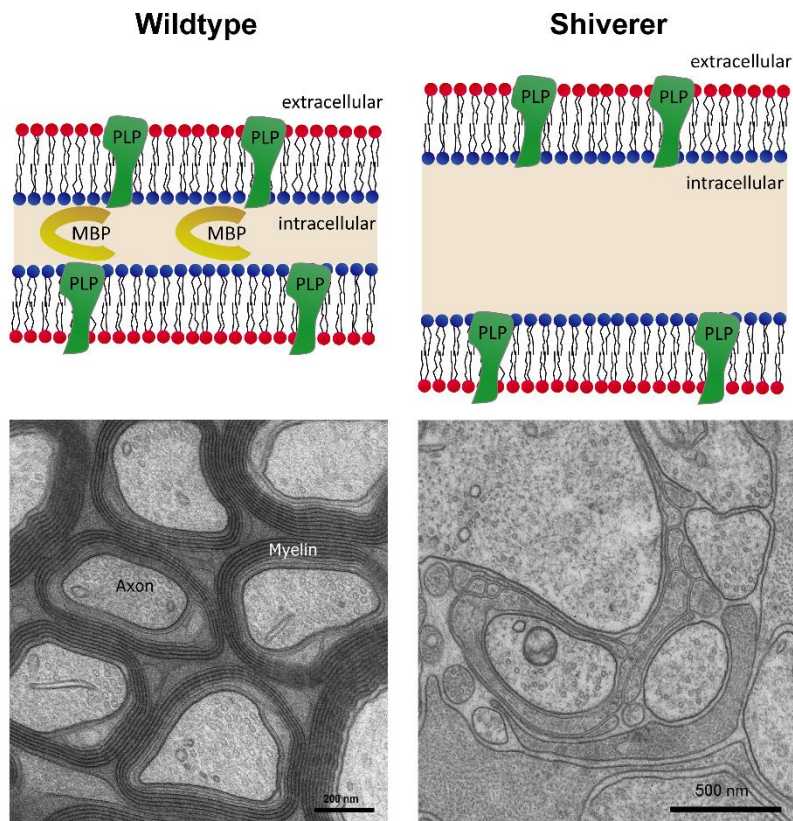 Wildtype
Shiverer
extracellular
PLP
PLP
intracellular
MBP
MBP
PLP
PLP
extracellular
PLP
PLP
intracellular
PLP
PLP
Myelin
Axon
200 nm
500 nm